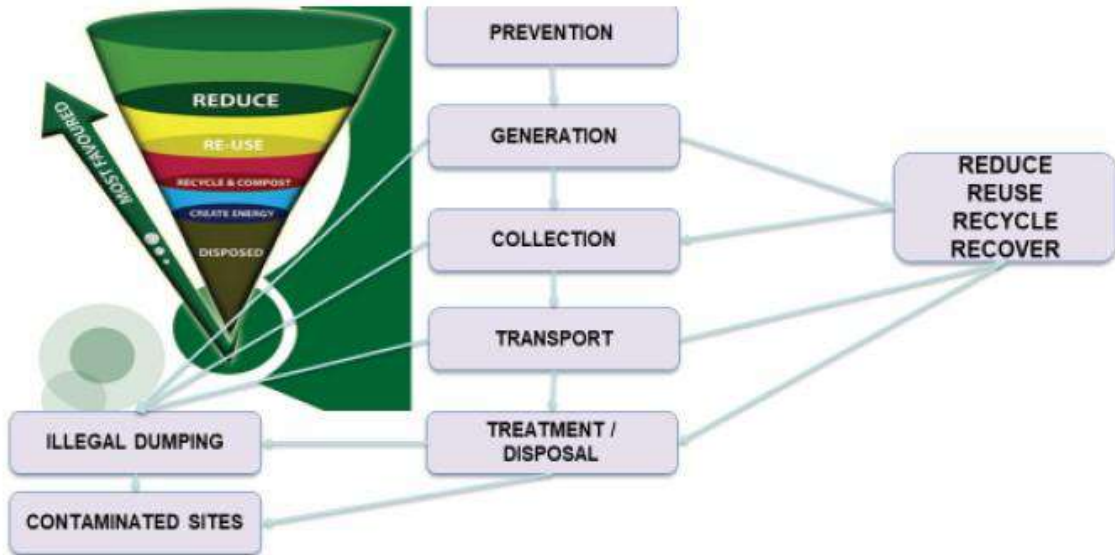 MOST FAVOURED
REDUCE
RE-USE
RECYCLE & COMPOST
CREATE ENERGY
DISPOSED
PREVENTION
GENERATION
COLLECTION
TRANSPORT
TREATMENT /
DISPOSAL
REDUCE
REUSE
RECYCLE
RECOVER
ILLEGAL DUMPING
CONTAMINATED SITES